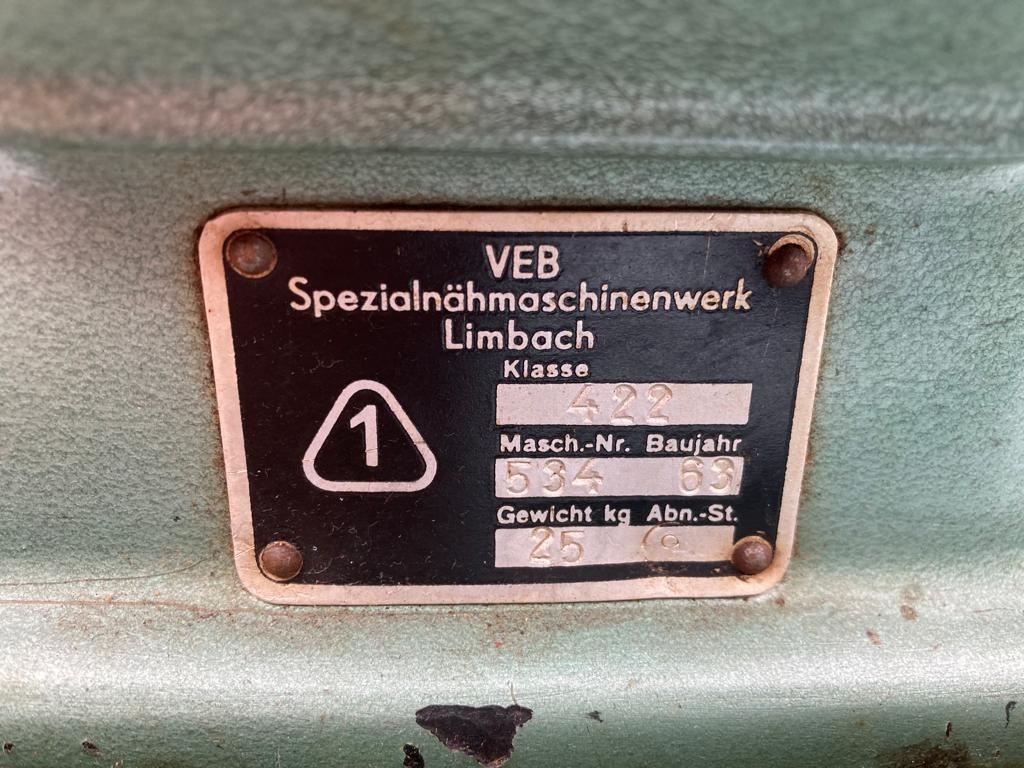 VEB
Spezialnähmaschinenwerk
Limbach
Klasse
422
1
Masch.-Nr. Baujahr
534 63
Gewicht kg Abn.-St.
25